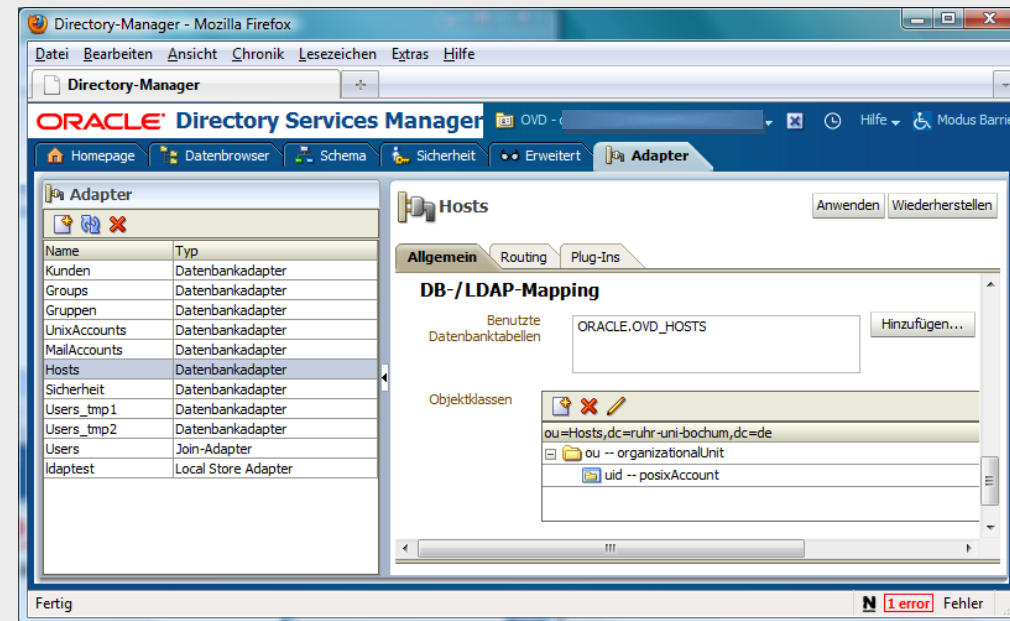 Directory-Manager - Mozilla Firefox
Datei Bearbeiten Ansicht Chronik Lesezeichen Extras Hilfe
Directory-Manager
ORACLE Directory Services Manager OVD - Hilfe Modus
Homepage Datenbrowser Schema Sicherheit Erweitert Adapter
Adapter
Name Typ
Kunden Datenbankadapter
Groups Datenbankadapter
Gruppen Datenbankadapter
UnixAccounts Datenbankadapter
MailAccounts Datenbankadapter
Hosts Datenbankadapter
Sicherheit Datenbankadapter
Users_tmp1 Datenbankadapter
Users_tmp2 Datenbankadapter
Users Join-Adapter
ldaptest Local Store Adapter
Hosts Anwenden Wiederherstellen
Allgemein Routing Plug-Ins
DB-/LDAP-Mapping
Benutzte
Datenbanktabellen
ORACLE.OVD_HOSTS
Hinzufügen...
Objektklassen
ou=Hosts,dc=ruhr-uni-bochum,dc=de
ou -- organizationalUnit
uid -- posixAccount
Fertig N 1 error Fehler